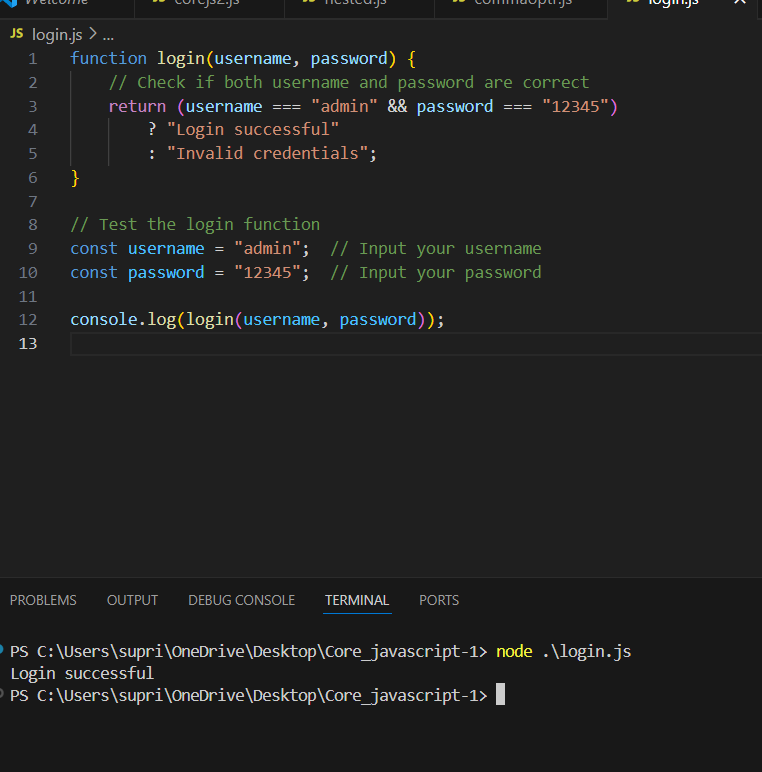 Welcome
JS corejs2.js
JS nested.js
JS commaoptr.js
JS login.js
JS login.js > ...
1 function login(username, password) {
2 // Check if both username and password are correct
3 return (username === "admin" && password === "12345")
4 ? "Login successful"
5 : "Invalid credentials";
6 }
7
8 // Test the login function
9 const username = "admin"; // Input your username
10 const password = "12345"; // Input your password
11
12 console.log(login(username, password));
13
PROBLEMS OUTPUT DEBUG CONSOLE TERMINAL PORTS
PS C:\Users\supri\OneDrive\Desktop\Core_javascript-1> node .\login.js
Login successful
PS C:\Users\supri\OneDrive\Desktop\Core_javascript-1>